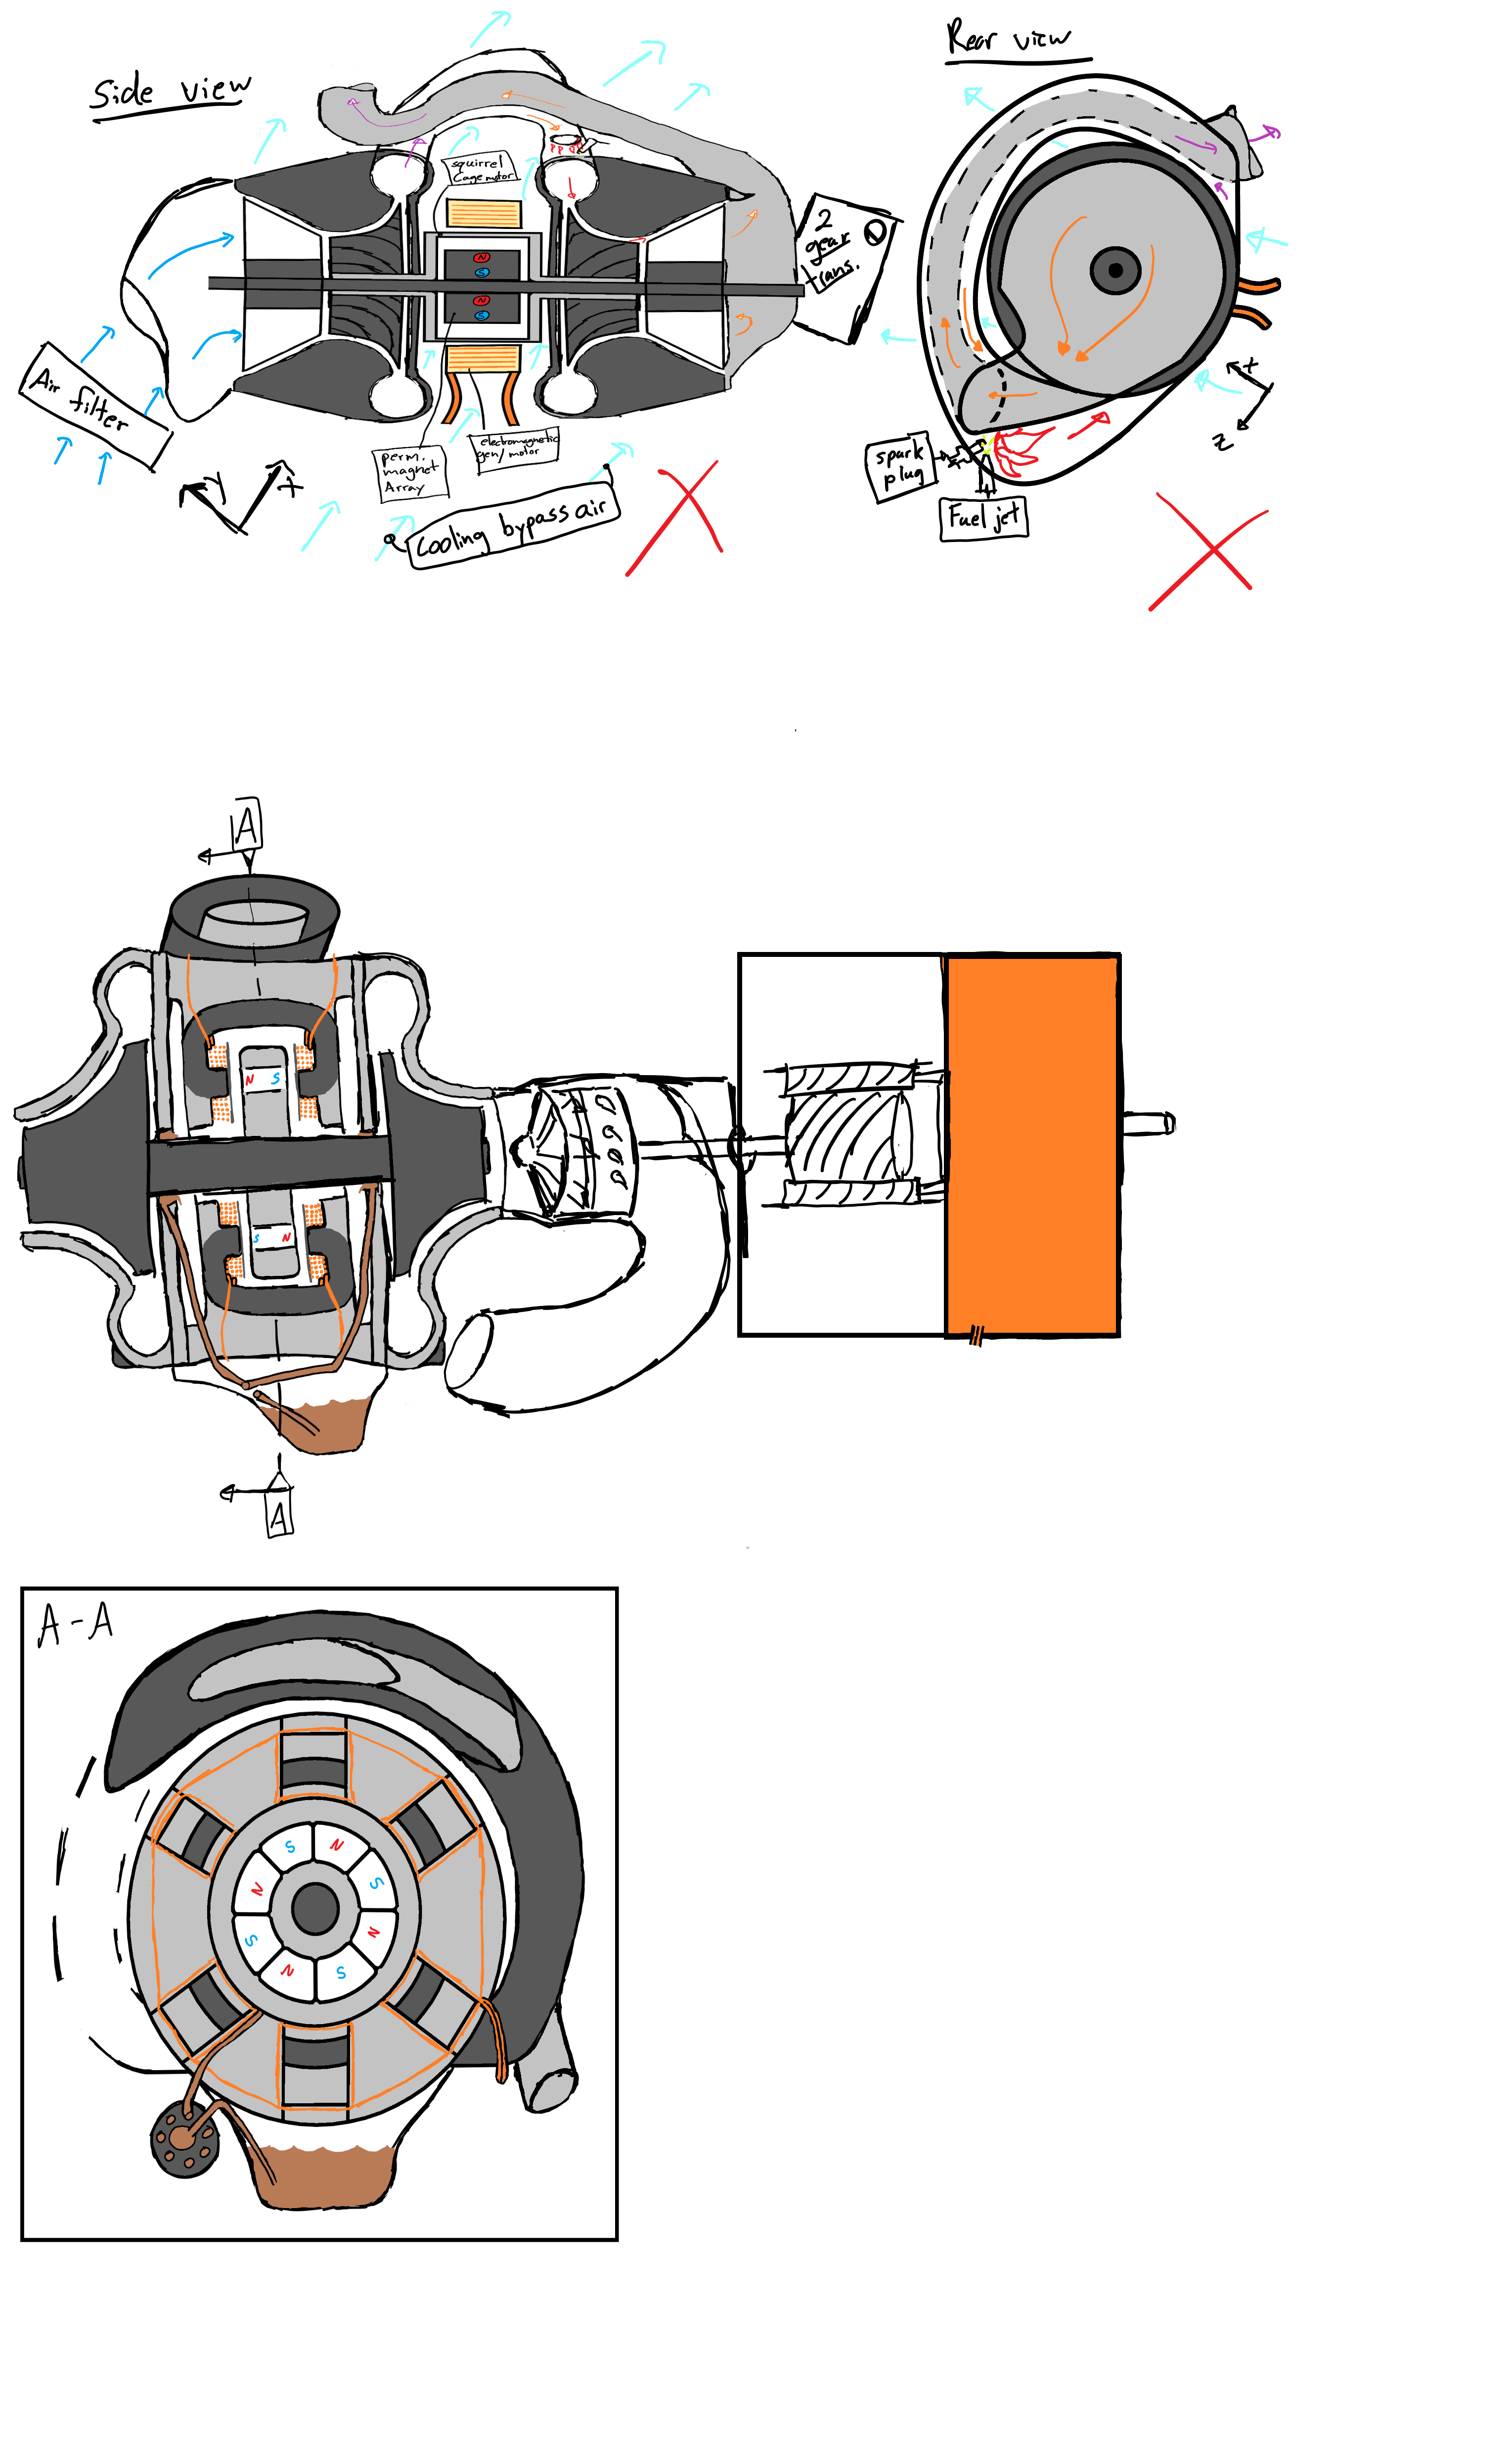 Side view
Rear view
squirrel
Cage motor
2
gear
trans.
Air
filter
N
S
N
S
y
x
perm.
magnet
Array
electromagnetic
gen/motor
Cooling bypass air
spark
plug
Fuel jet
x
z
A
N S
S N
A
A-A
S N
N S
S N
N S